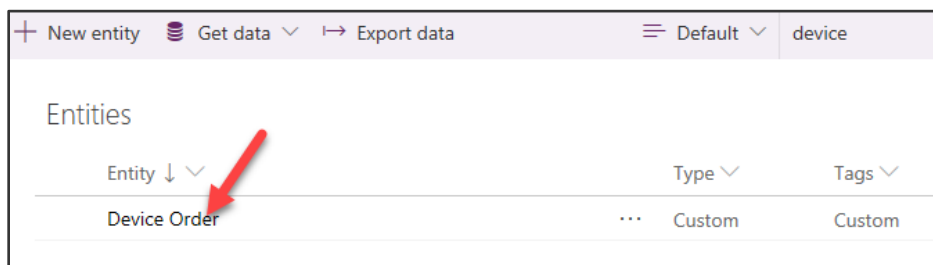 New entity Get data Export data Default device
Entities
Entity Type Tags
Device Order ... Custom Custom